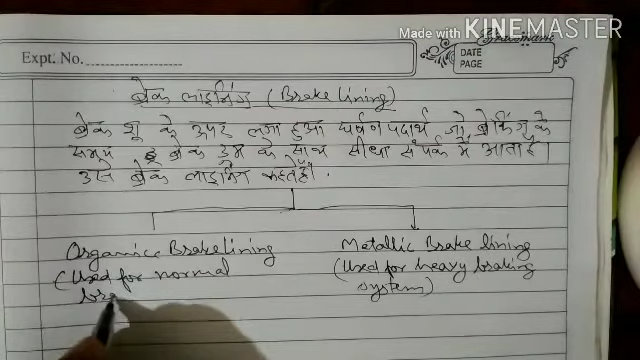 Made with KINEMASTER
Expt. No.
DATE
PAGE
ब्रेक लाइनिंग (Brake lining)
ब्रेक शू के ऊपर लगा हुआ घर्षण पदार्थ जो ब्रेकिंग के
समय ब्रेक ड्रम के साथ सीधा संपर्क में आता है।
उसे ब्रेक लाइनिंग कहते हैं।
Organice Brake lining
Metallic Brake lining
(Used for normal
(Used for heavy braking
system)